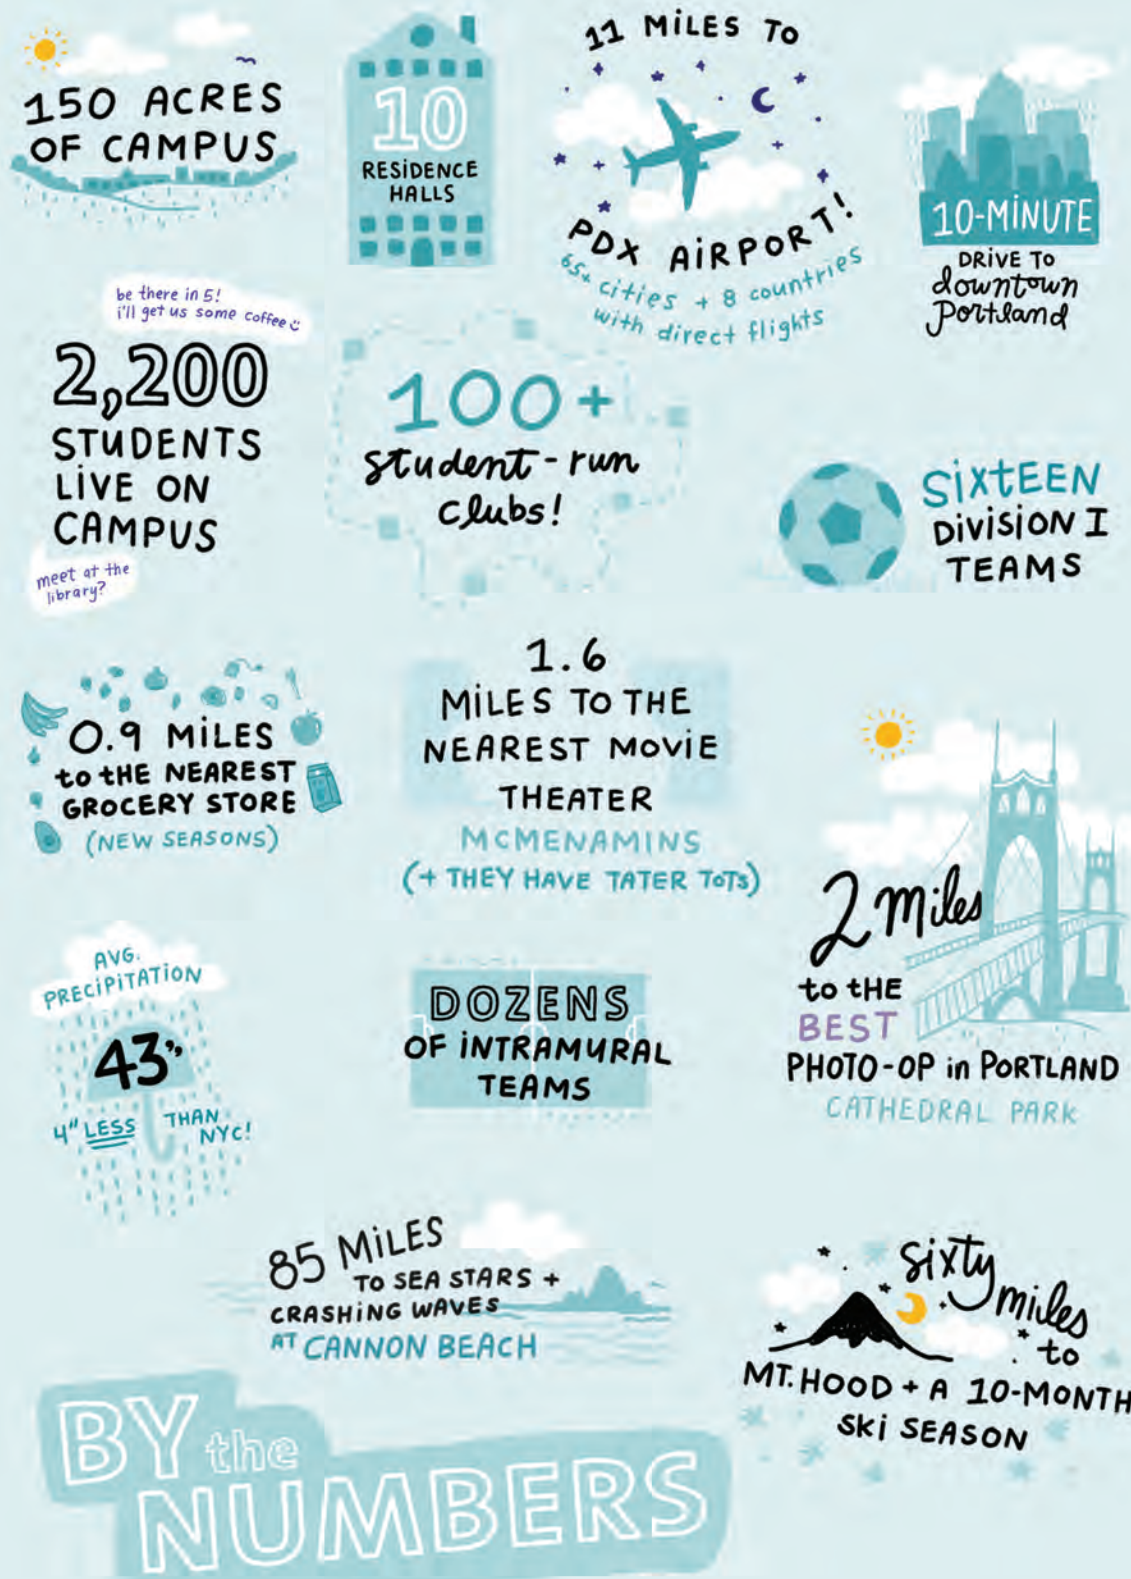 150 ACRES
OF CAMPUS
10
RESIDENCE
HALLS
11 MILES TO
PDX AIRPORT!
65+ cities + 8 countries
with direct flights
10-MINUTE
DRIVE TO
downtown
Portland
be there in 5!
i'll get us some coffee
2,200
STUDENTS
LIVE ON
CAMPUS
meet at the
library?
100+
student-run
clubs!
SIXTEEN
DIVISION I
TEAMS
0.9 MILES
to tHE NEAREST
GROCERY STORE
(NEW SEASONS)
1.6
MILES TO THE
NEAREST MOVIE
THEATER
MCMENAMINS
(+ THEY HAVE TATER TOTS)
2 miles
to tHE
BEST
PHOTO-OP in PORTLAND
CATHEDRAL PARK
AVG.
PRECIPITATION
43"
4" LESS THAN
NYC!
DOZENS
OF INTRAMURAL
TEAMS
85 MILES
TO SEA STARS +
CRASHING WAVES
AT CANNON BEACH
sixty
miles
to
MT. HOOD + A 10-MONTH
SKI SEASON
BY the
NUMBERS